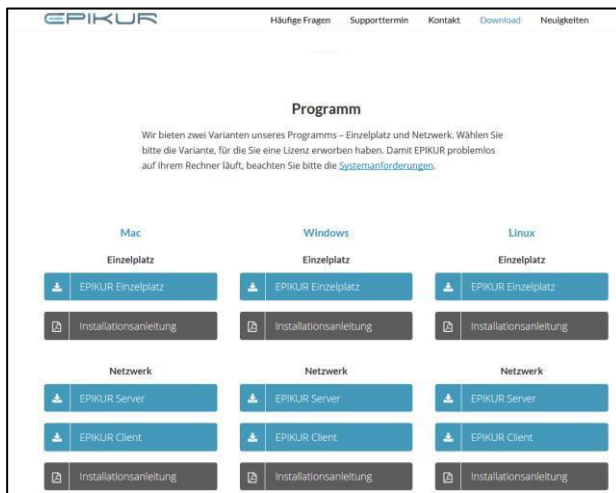 EPIKUR
Häufige Fragen Supporttermin Kontakt Download Neuigkeiten
Programm
Wir bieten zwei Varianten unseres Programms – Einzelplatz und Netzwerk. Wählen Sie
bitte die Variante, für die Sie eine Lizenz erworben haben. Damit EPIKUR problemlos
auf Ihrem Rechner läuft, beachten Sie bitte die Systemanforderungen.
Mac Windows Linux
Einzelplatz Einzelplatz Einzelplatz
EPIKUR Einzelplatz EPIKUR Einzelplatz EPIKUR Einzelplatz
Installationsanleitung Installationsanleitung Installationsanleitung
Netzwerk Netzwerk Netzwerk
EPIKUR Server EPIKUR Server EPIKUR Server
EPIKUR Client EPIKUR Client EPIKUR Client
Installationsanleitung Installationsanleitung Installationsanleitung